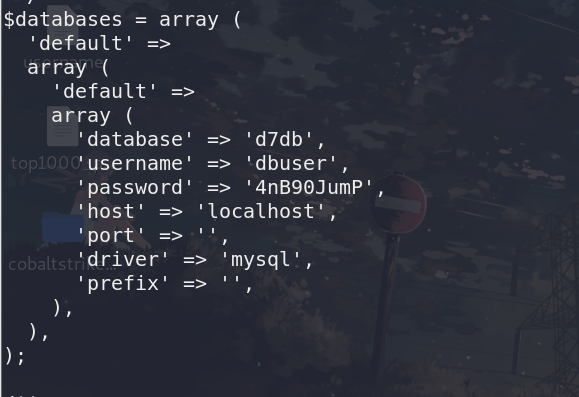 $databases = array (
  'default' =>
  array (
    'default' =>
    array (
      'database' => 'd7db',
      'username' => 'dbuser',
      'password' => '4nB90JumP',
      'host' => 'localhost',
      'port' => '',
      'driver' => 'mysql',
      'prefix' => '',
    ),
  ),
);
username
top1000
cobaltstrike...